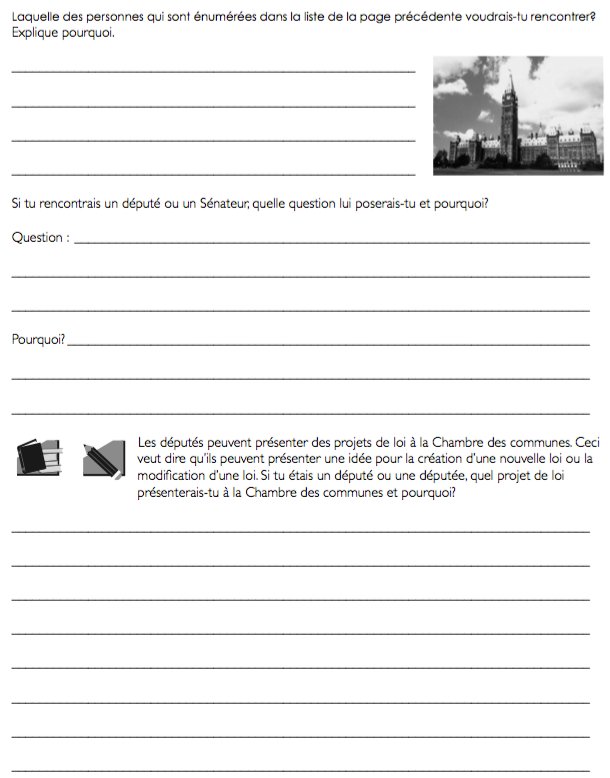 Laquelle des personnes qui sont énumérées dans la liste de la page précédente voudrais-tu rencontrer?
Explique pourquoi.
Si tu rencontrais un député ou un Sénateur, quelle question lui poserais-tu et pourquoi?
Question :
Pourquoi?
Les députés peuvent présenter des projets de loi à la Chambre des communes. Ceci
veut dire qu'ils peuvent présenter une idée pour la création d'une nouvelle loi ou la
modification d'une loi. Si tu étais un député ou une députée, quel projet de loi
présenterais-tu à la Chambre des communes et pourquoi?